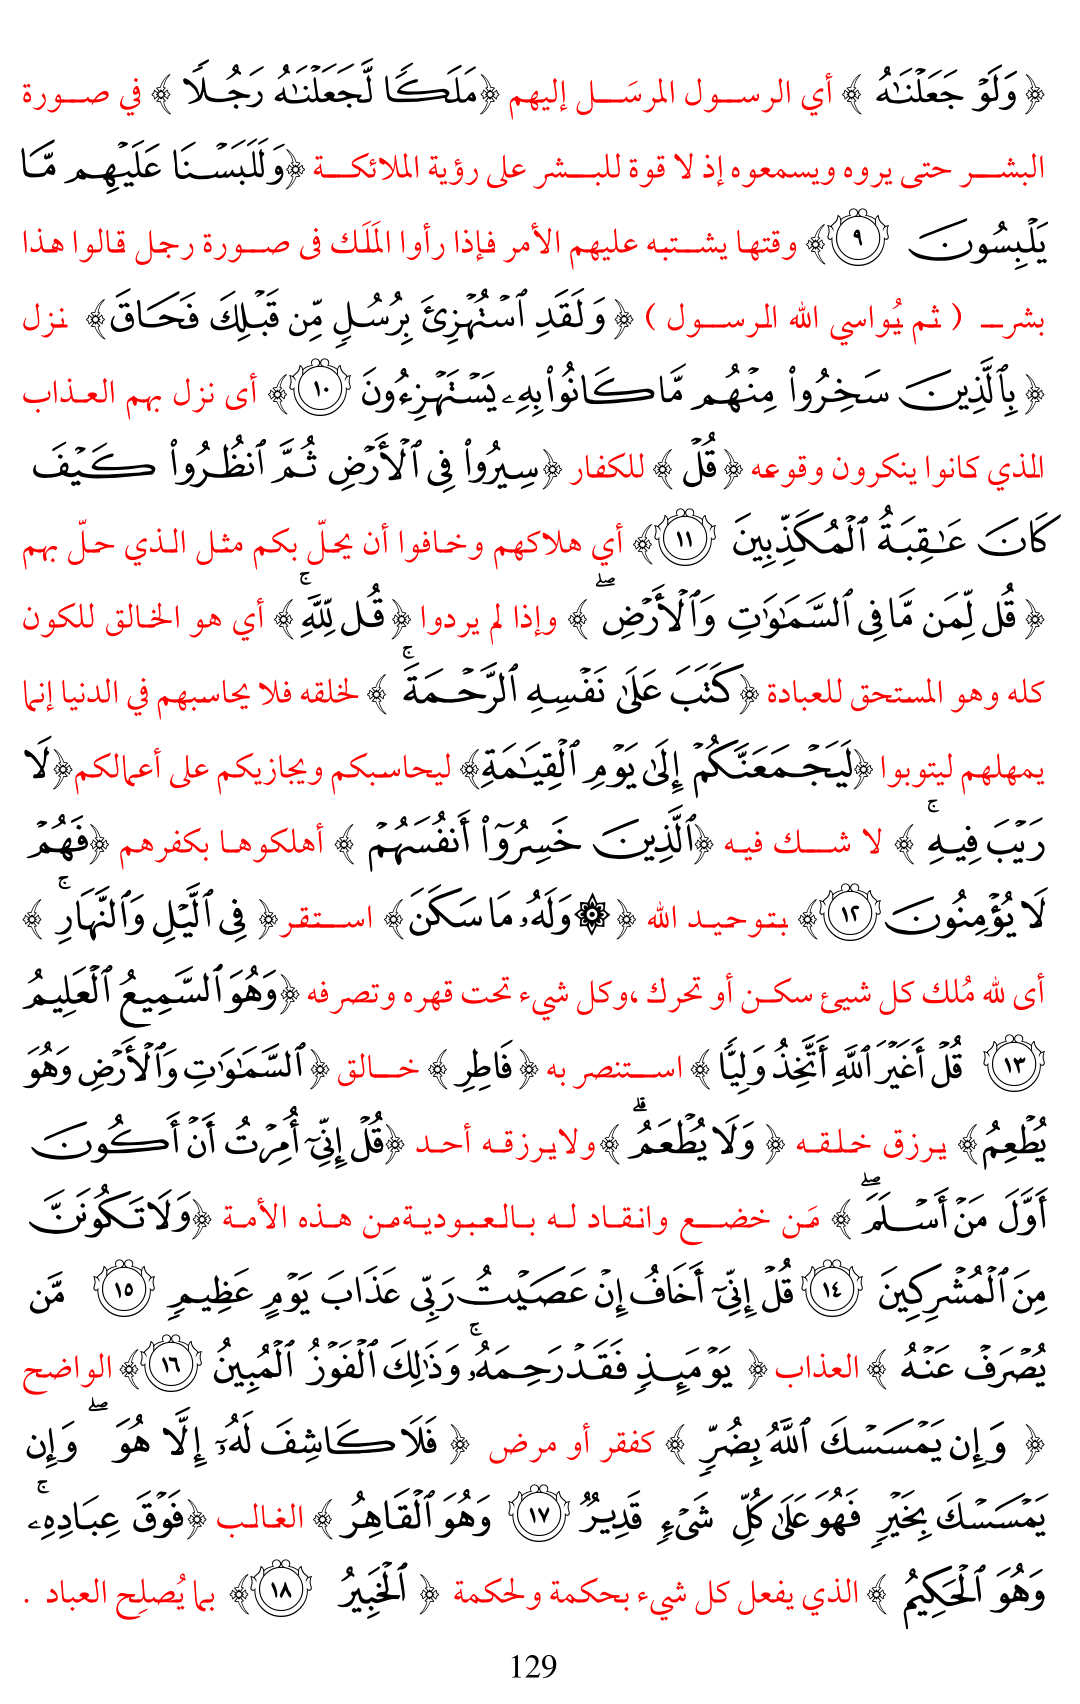 ﴿ وَلَوۡ جَعَلۡنَٰهُ ﴾ أي الرسول المرسَل إليهم ﴿مَلَكٗا لَّجَعَلۡنَٰهُ رَجُلٗا ﴾ في صورة
البشر حتى يروه ويسمعوه إذ لا قوة للبشر على رؤية الملائكة ﴿وَلَلَبَسۡنَا عَلَيۡهِم مَّا
يَلۡبِسُونَ ٩﴾ وقتها يشتبه عليهم الأمر فإذا رأوا المَلَك فى صورة رجل قالوا هذا
بشر ( ثم يُواسي الله الرسول ) ﴿ وَلَقَدِ ٱسۡتُهۡزِئَ بِرُسُلٖ مِّن قَبۡلِكَ فَحَاقَ﴾ نزل
﴿ بِٱلَّذِينَ سَخِرُواْ مِنۡهُم مَّا كَانُواْ بِهِۦ يَسۡتَهۡزِءُونَ ١٠﴾ أى نزل بهم العذاب
الذي كانوا ينكرون وقوعه ﴿ قُلۡ ﴾ للكفار ﴿سِيرُواْ فِي ٱلۡأَرۡضِ ثُمَّ ٱنظُرُواْ كَيۡفَ
كَانَ عَٰقِبَةُ ٱلۡمُكَذِّبِينَ ١١﴾ أي هلاكهم وخافوا أن يحلّ بكم مثل الذي حلّ بهم
﴿ قُل لِّمَن مَّا فِي ٱلسَّمَٰوَٰتِ وَٱلۡأَرۡضِۖ ﴾ وإذا لم يردوا ﴿ قُل لِّلَّهِۚ ﴾ أي هو الخالق للكون
كله وهو المستحق للعبادة ﴿كَتَبَ عَلَىٰ نَفۡسِهِ ٱلرَّحۡمَةَۚ ﴾ لخلقه فلا يحاسبهم في الدنيا إنما
يمهلهم ليتوبوا ﴿لَيَجۡمَعَنَّكُمۡ إِلَىٰ يَوۡمِ ٱلۡقِيَٰمَةِ﴾ ليحاسبكم ويجازيكم على أعمالكم﴿لَا
رَيۡبَ فِيهِۚ ﴾ لا شك فيه ﴿ٱلَّذِينَ خَسِرُوٓاْ أَنفُسَهُمۡ ﴾ أهلكوها بكفرهم ﴿فَهُمۡ
لَا يُؤۡمِنُونَ ١٢﴾ بتوحيد الله ﴿ ۞وَلَهُۥ مَا سَكَنَ﴾ استقر﴿ فِي ٱلَّيۡلِ وَٱلنَّهَارِۚ ﴾
أى لله مُلك كل شيئ سكن أو تحرك ،وكل شيء تحت قهره وتصرفه ﴿وَهُوَ ٱلسَّمِيعُ ٱلۡعَلِيمُ
١٣ قُلۡ أَغَيۡرَ ٱللَّهِ أَتَّخِذُ وَلِيّٗا﴾ استنصر به ﴿ فَاطِرِ ﴾ خالق ﴿ ٱلسَّمَٰوَٰتِ وَٱلۡأَرۡضِ وَهُوَ
يُطۡعِمُ﴾ يرزق خلقه ﴿ وَلَا يُطۡعَمُۗ ﴾ولايرزقه أحد ﴿قُلۡ إِنِّيٓ أُمِرۡتُ أَنۡ أَكُونَ
أَوَّلَ مَنۡ أَسۡلَمَۖ ﴾ مَن خضع وانقاد له بالعبوديةمن هذه الأمة ﴿وَلَا تَكُونَنَّ
مِنَ ٱلۡمُشۡرِكِينَ ١٤ قُلۡ إِنِّيٓ أَخَافُ إِنۡ عَصَيۡتُ رَبِّي عَذَابَ يَوۡمٍ عَظِيمٖ ١٥ مَّن
يُصۡرَفۡ عَنۡهُ ﴾ العذاب ﴿ يَوۡمَئِذٖ فَقَدۡ رَحِمَهُۥۚ وَذَٰلِكَ ٱلۡفَوۡزُ ٱلۡمُبِينُ ١٦﴾ الواضح
﴿ وَإِن يَمۡسَسۡكَ ٱللَّهُ بِضُرّٖ ﴾ كفقر أو مرض ﴿ فَلَا كَاشِفَ لَهُۥٓ إِلَّا هُوَۖ وَإِن
يَمۡسَسۡكَ بِخَيۡرٖ فَهُوَ عَلَىٰ كُلِّ شَيۡءٖ قَدِيرٞ ١٧ وَهُوَ ٱلۡقَاهِرُ ﴾ الغالب ﴿فَوۡقَ عِبَادِهِۦۚ
وَهُوَ ٱلۡحَكِيمُ ﴾ الذي يفعل كل شيء بحكمة ولحكمة ﴿ ٱلۡخَبِيرُ ١٨﴾ بما يُصلِح العباد .
129